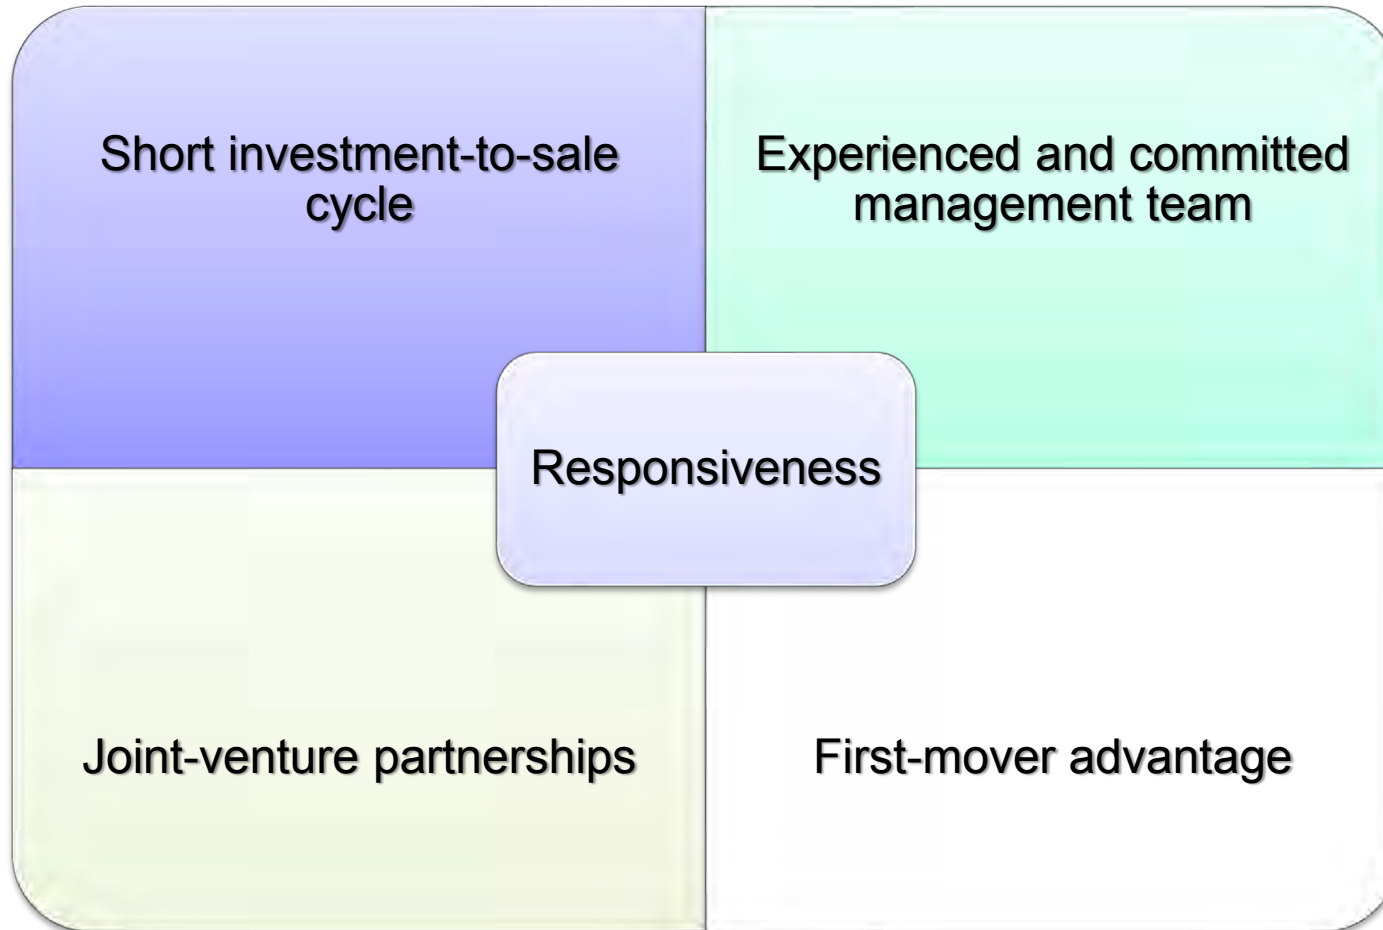 Short investment-to-sale
cycle
Experienced and committed
management team
Responsiveness
Joint-venture partnerships
First-mover advantage